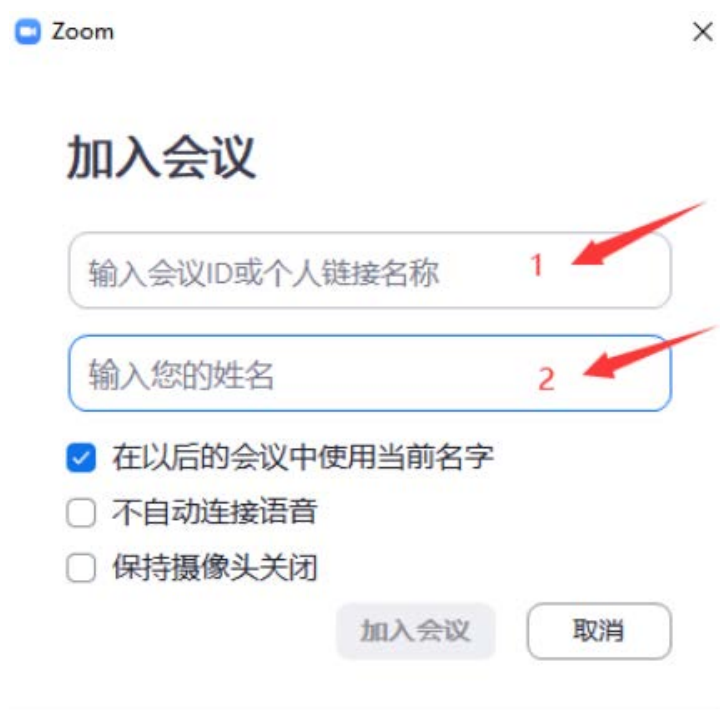 Zoom
加入会议
输入会议ID或个人链接名称 1
输入您的姓名 2
在以后的会议中使用当前名字
不自动连接语音
保持摄像头关闭
加入会议 取消